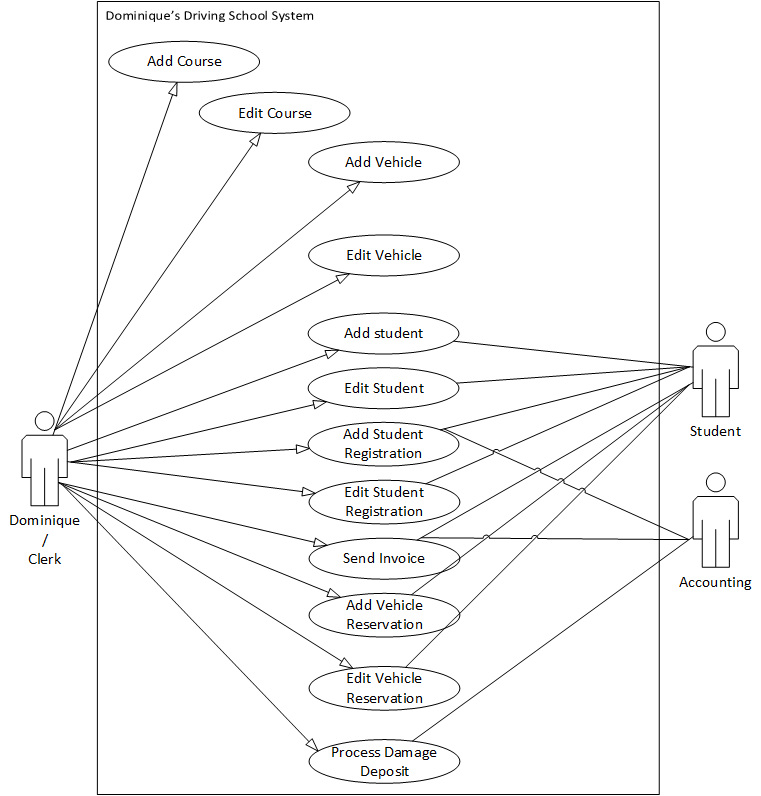 Dominique's Driving School System
Add Course
Edit Course
Add Vehicle
Edit Vehicle
Add student
Edit Student
Add Student
Registration
Edit Student
Registration
Send Invoice
Add Vehicle
Reservation
Edit Vehicle
Reservation
Process Damage
Deposit
Dominique
/
Clerk
Student
Accounting